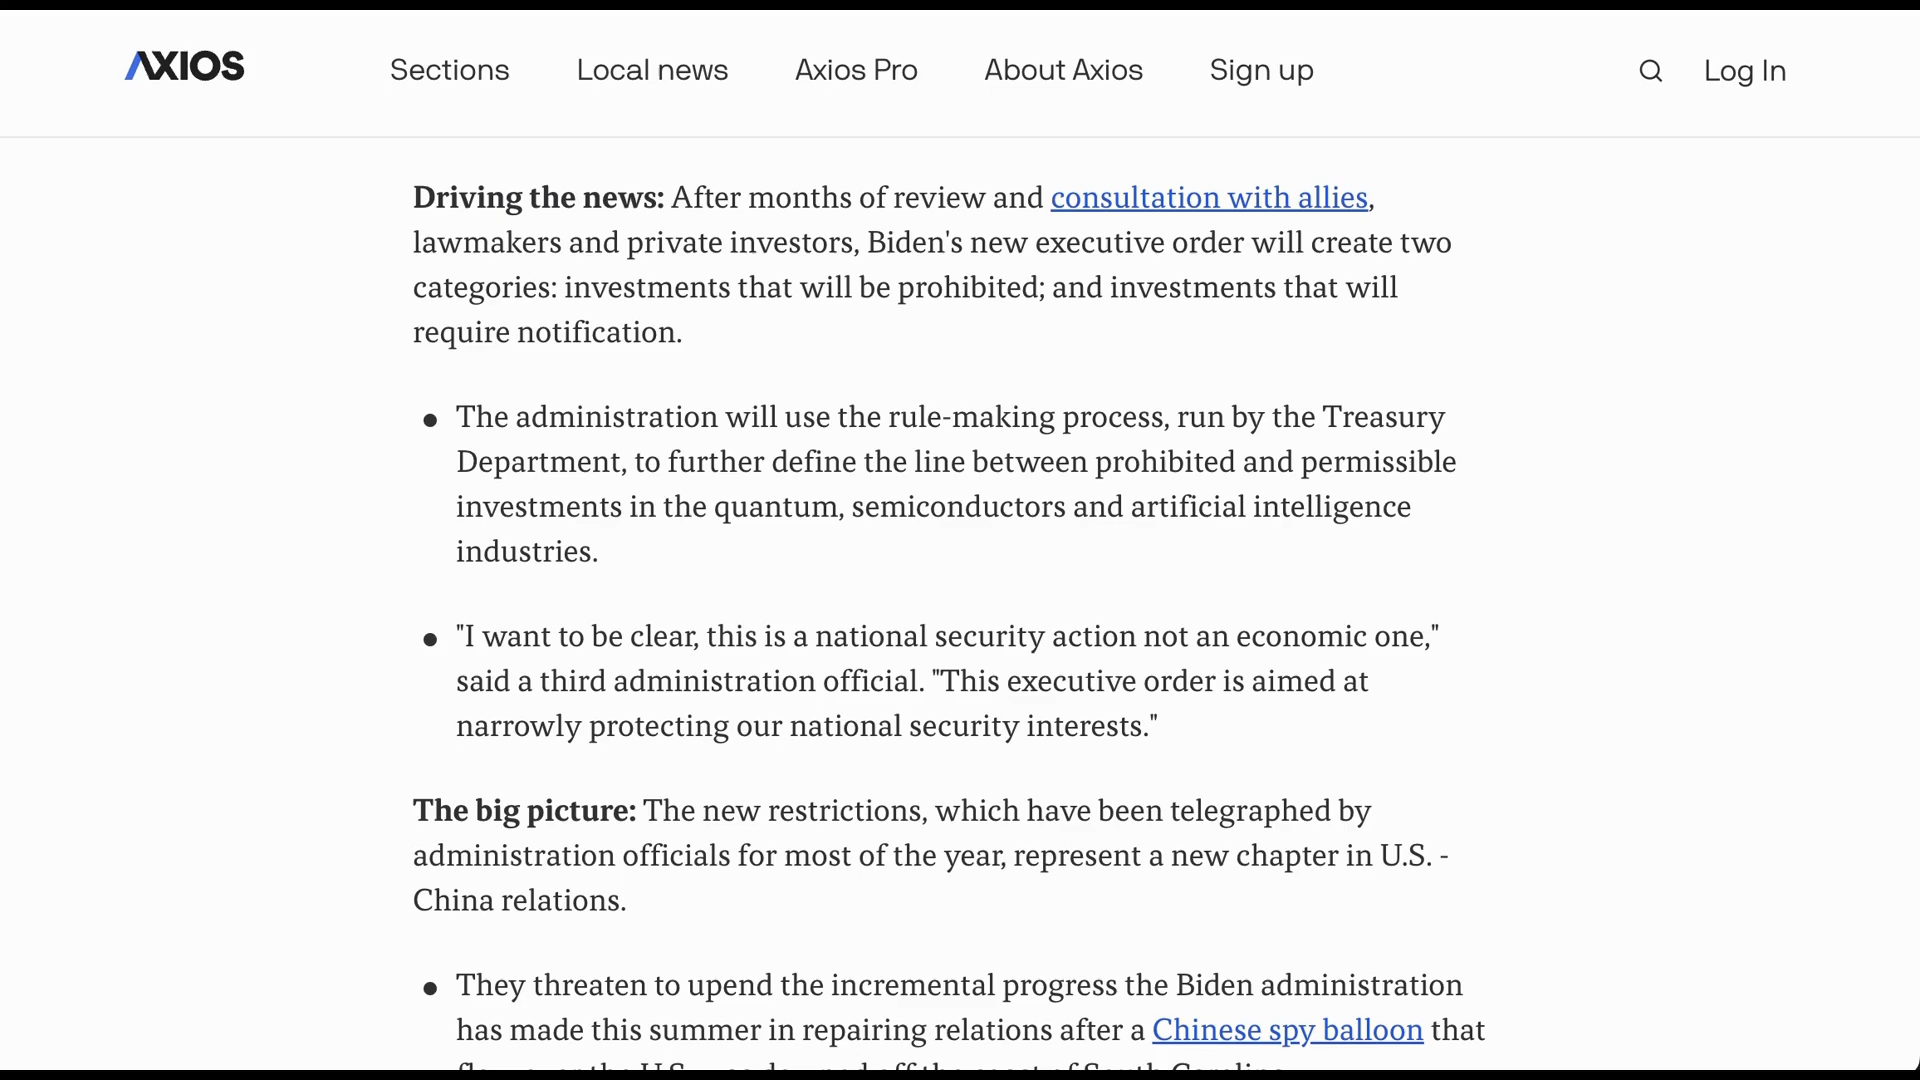 AXIOS
Sections
Local news
Axios Pro
About Axios
Sign up
Log In
Driving the news: After months of review and consultation with allies,
lawmakers and private investors, Biden's new executive order will create two
categories: investments that will be prohibited; and investments that will
require notification.
The administration will use the rule-making process, run by the Treasury
Department, to further define the line between prohibited and permissible
investments in the quantum, semiconductors and artificial intelligence
industries.
"I want to be clear, this is a national security action not an economic one,"
said a third administration official. "This executive order is aimed at
narrowly protecting our national security interests."
The big picture: The new restrictions, which have been telegraphed by
administration officials for most of the year, represent a new chapter in U.S. -
China relations.
They threaten to upend the incremental progress the Biden administration
has made this summer in repairing relations after a Chinese spy balloon that
the U.S. off the coast of South Carolina